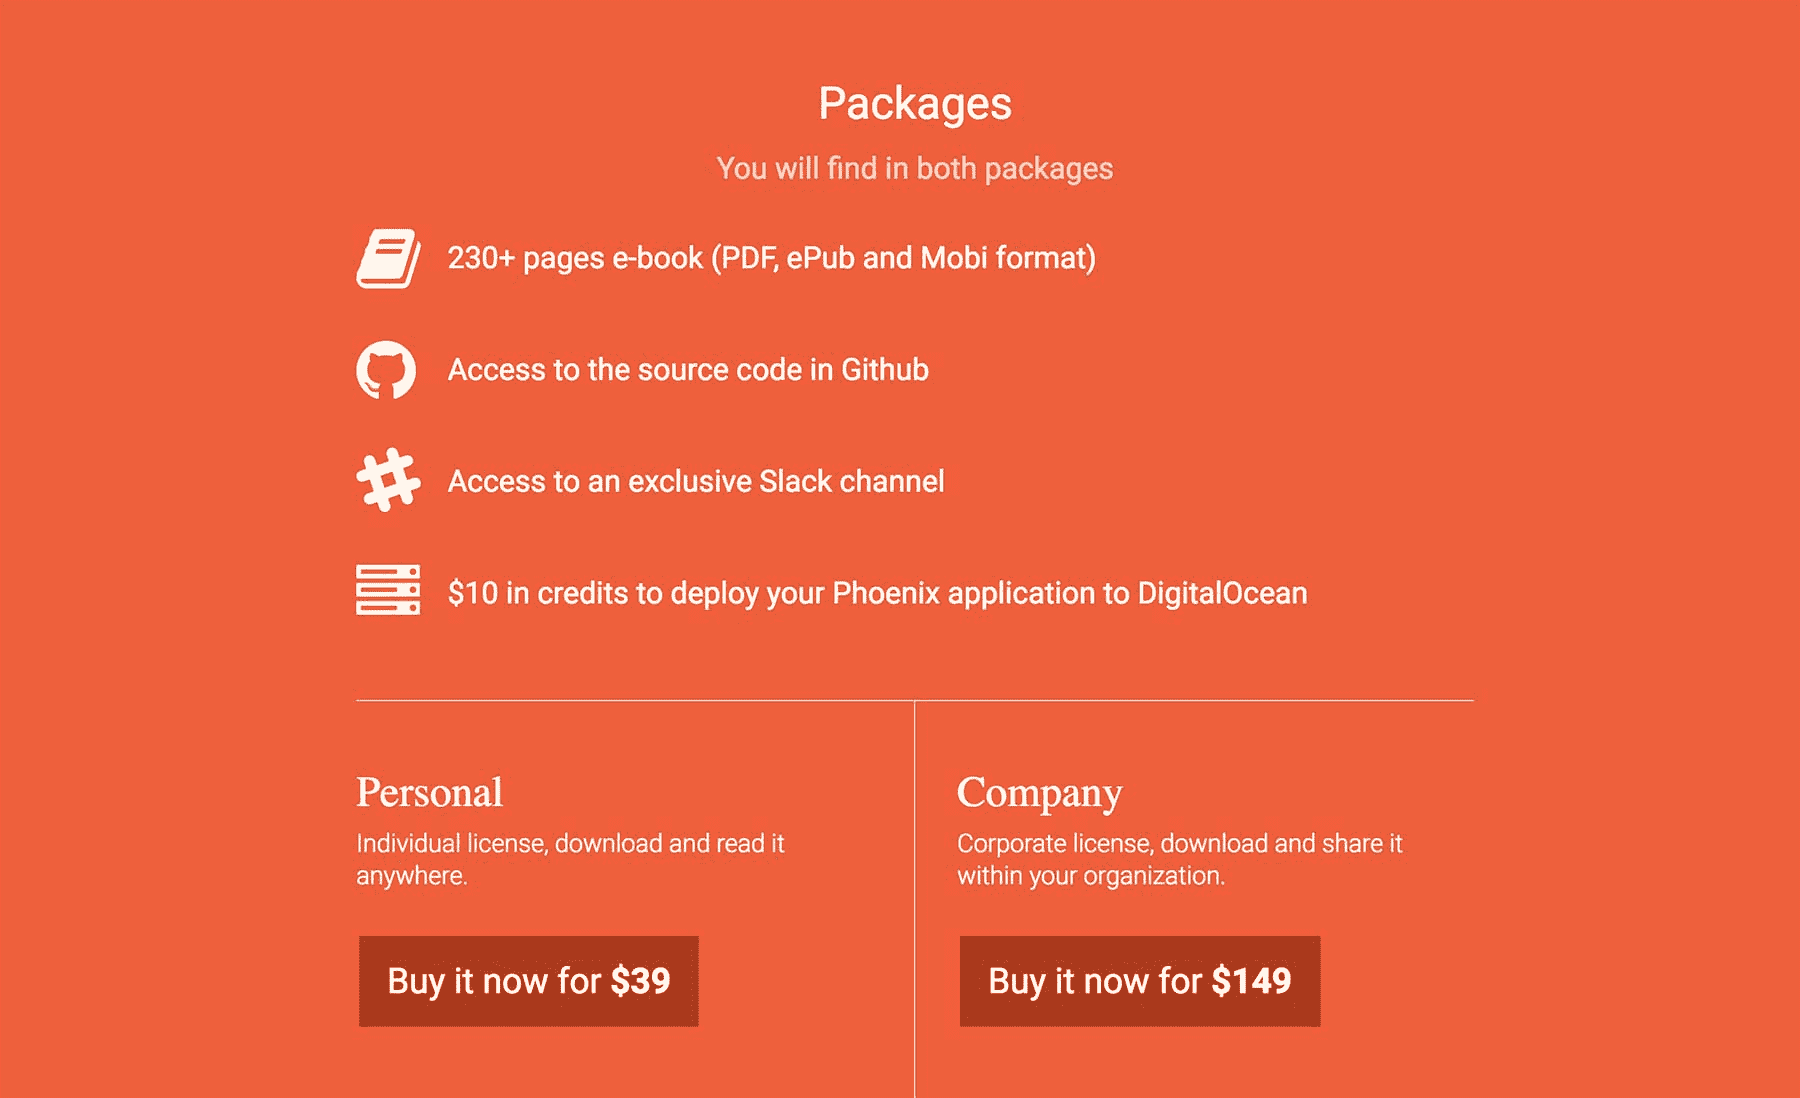 Packages
You will find in both packages
230+ pages e-book (PDF, ePub and Mobi format)
Access to the source code in Github
Access to an exclusive Slack channel
$10 in credits to deploy your Phoenix application to DigitalOcean
Personal
Individual license, download and read it
anywhere.
Buy it now for $39
Company
Corporate license, download and share it
within your organization.
Buy it now for $149